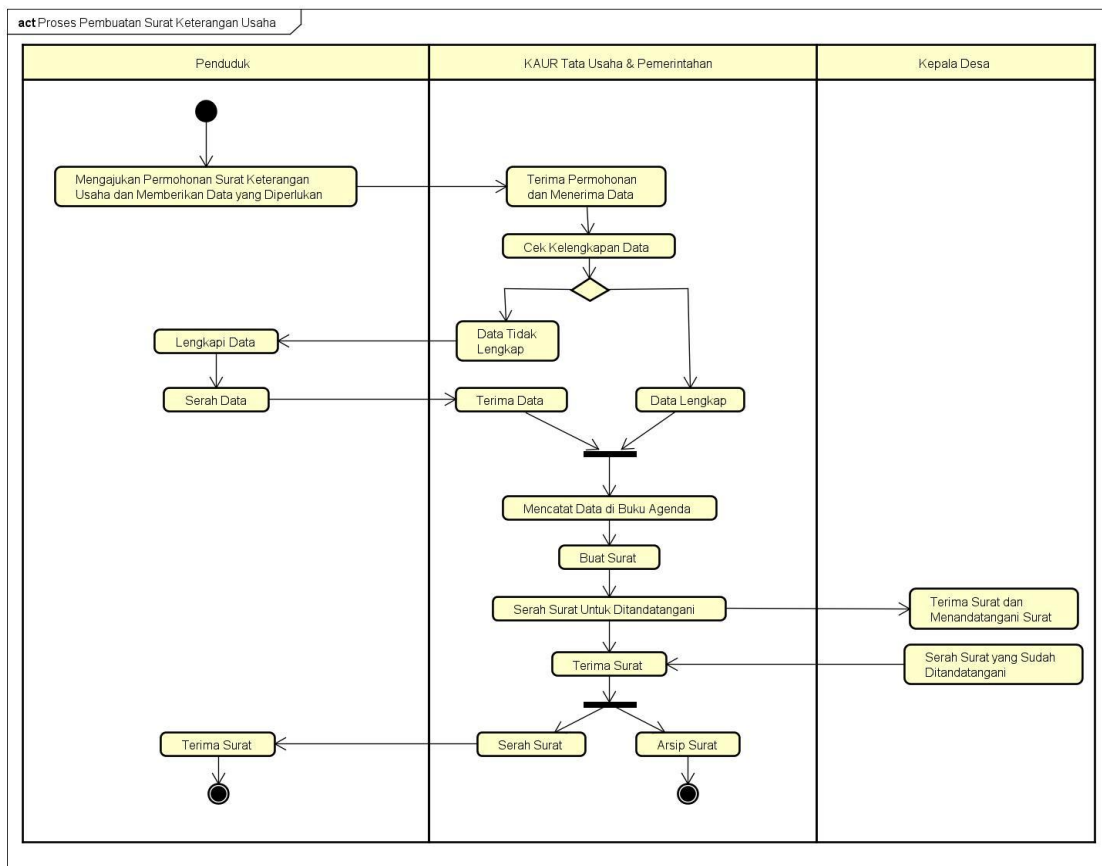 act Proses Pembuatan Surat Keterangan Usaha
Penduduk
KAUR Tata Usaha & Pemerintahan
Kepala Desa
Mengajukan Permohonan Surat Keterangan
Usaha dan Memberikan Data yang Diperlukan
Terima Permohonan
dan Menerima Data
Cek Kelengkapan Data
Data Tidak
Lengkap
Lengkapi Data
Serah Data
Terima Data
Data Lengkap
Mencatat Data di Buku Agenda
Buat Surat
Serah Surat Untuk Ditandatangani
Terima Surat dan
Menandatangani Surat
Serah Surat yang Sudah
Ditandatangani
Terima Surat
Serah Surat
Arsip Surat
Terima Surat